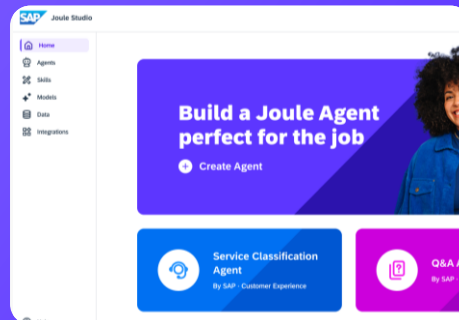 SAP Joule Studio
Home
Agents
Skills
Models
Data
Integrations
Build a Joule Agent
perfect for the job
Create Agent
Service Classification
Agent
By SAP · Customer Experience
Q&A
By SAP ·